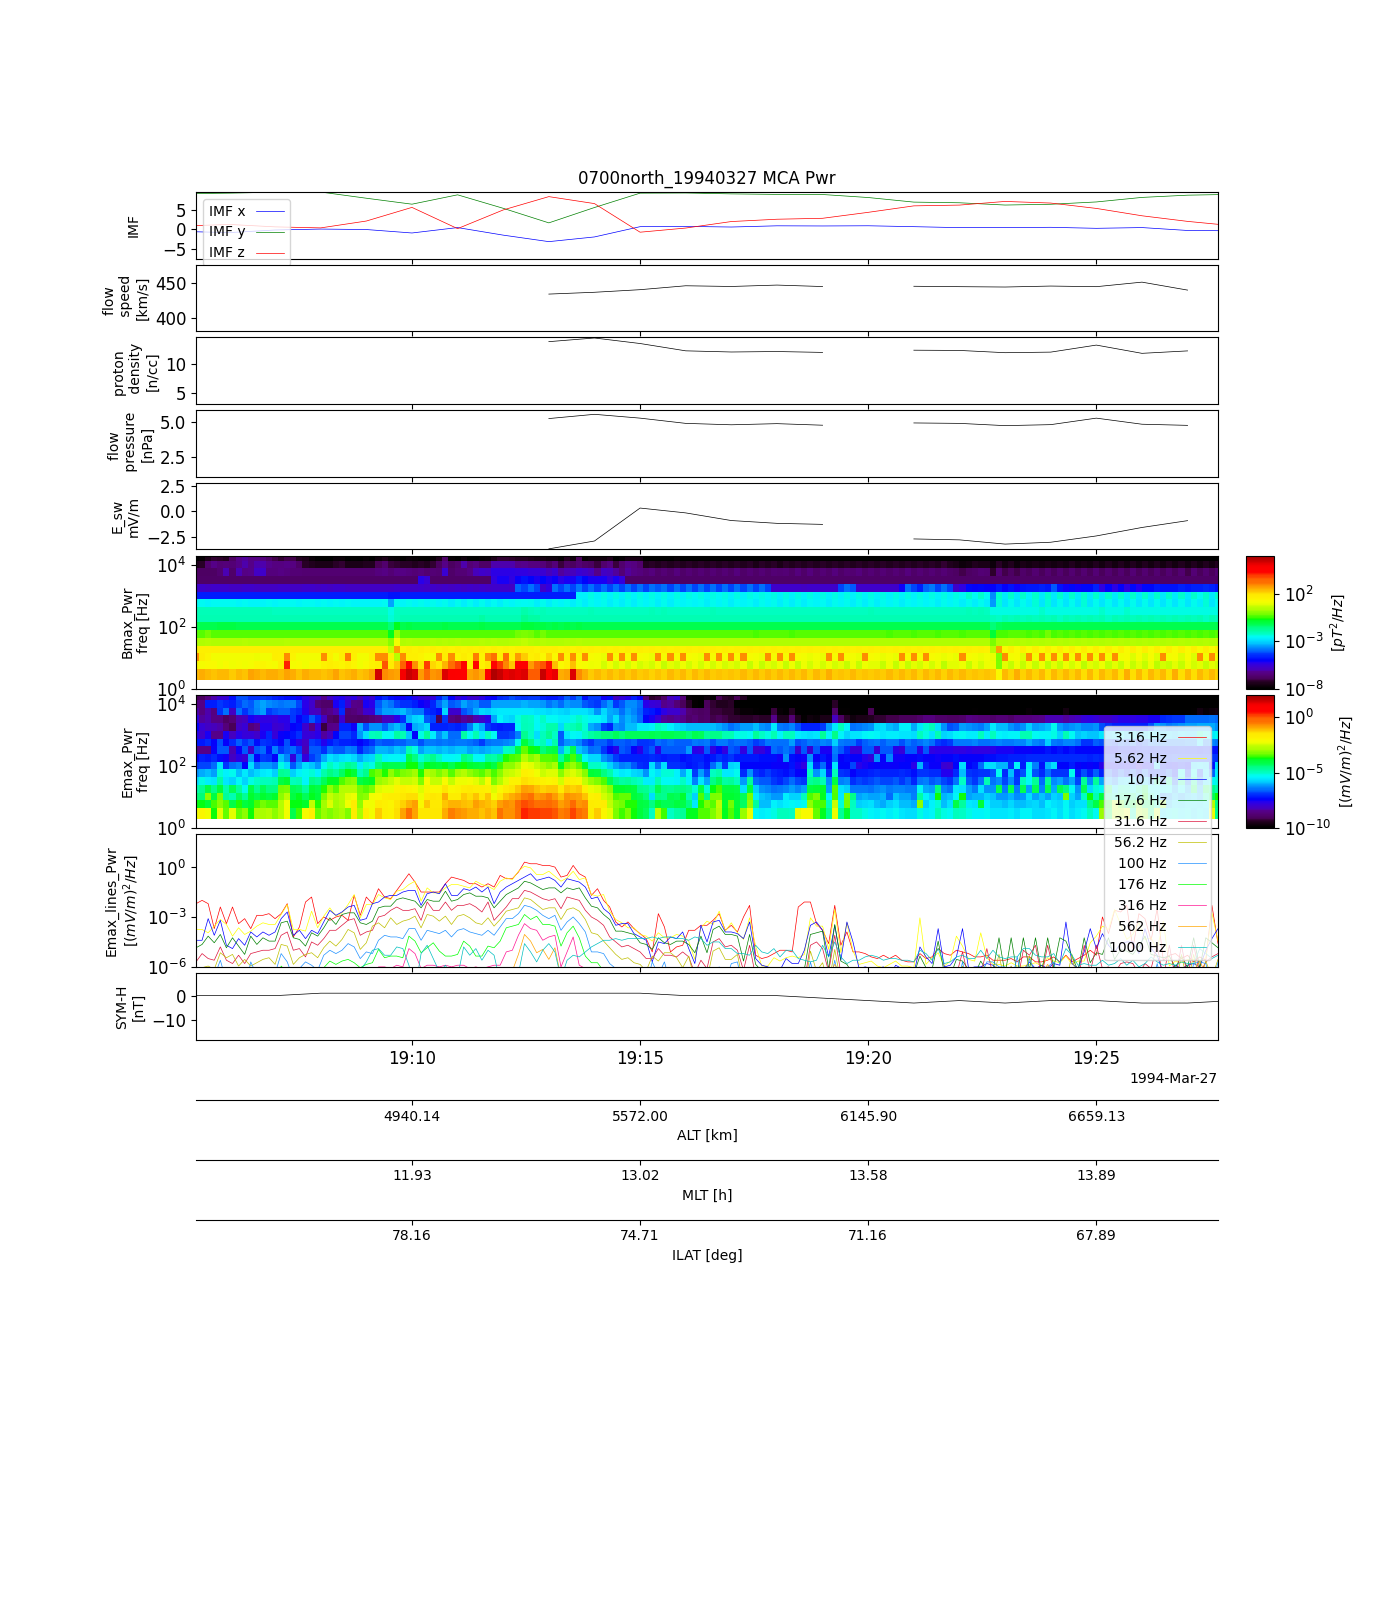 0700north_19940327 MCA Pwr
IMF
5
0
−5
IMF x
IMF y
IMF z
flow
speed
[km/s]
450
400
proton
density
[n/cc]
10
5
flow
pressure
[nPa]
5.0
2.5
E_sw
mV/m
2.5
0.0
−2.5
Bmax_Pwr
freq [Hz]
10^4
10^2
10^0
10^2
10^−3
10^−8
[pT^2/Hz]
Emax_Pwr
freq [Hz]
10^4
10^2
10^0
10^0
10^−5
10^−10
[(mV/m)^2/Hz]
3.16 Hz
5.62 Hz
10 Hz
17.6 Hz
31.6 Hz
56.2 Hz
100 Hz
176 Hz
316 Hz
562 Hz
1000 Hz
Emax_lines_Pwr
[(mV/m)^2/Hz]
10^0
10^−3
10^−6
SYM-H
[nT]
0
−10
19:10 19:15 19:20 19:25
1994-Mar-27
4940.14 5572.00 6145.90 6659.13
ALT [km]
11.93 13.02 13.58 13.89
MLT [h]
78.16 74.71 71.16 67.89
ILAT [deg]